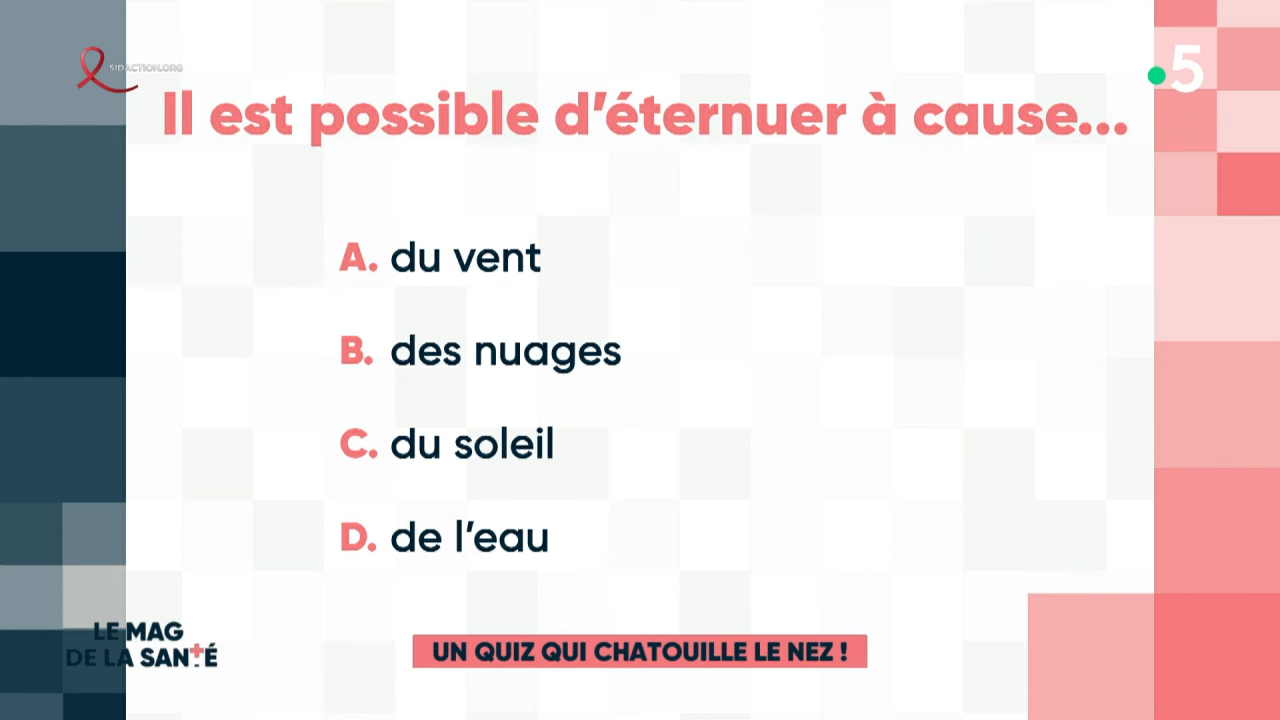 SIDACTION.ORG
5
Il est possible d'éternuer à cause...
A. du vent
B. des nuages
C. du soleil
D. de l'eau
LE MAG
DE LA SANTÉ
UN QUIZ QUI CHATOUILLE LE NEZ !